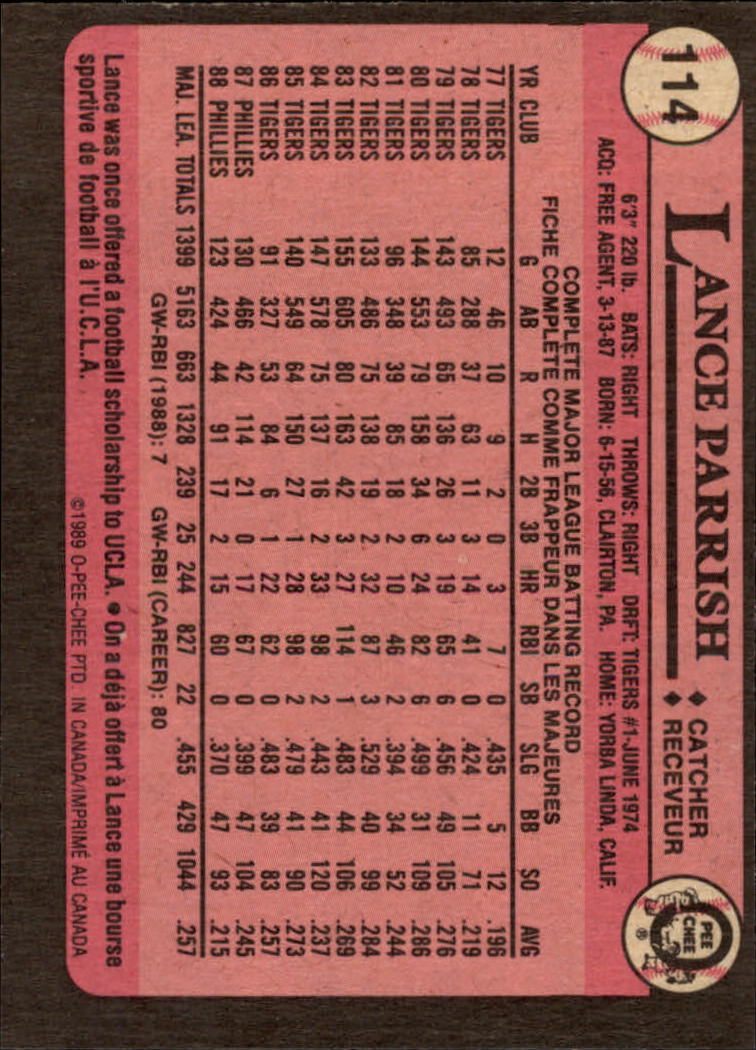 114
LANCE PARRISH ♦ CATCHER
♦ RECEVEUR
O PEE CHEE ®
6'3" 220 lb. BATS: RIGHT THROWS: RIGHT DRFT: TIGERS #1-JUNE 1974
ACQ: FREE AGENT, 3-13-87 BORN: 6-15-56, CLAIRTON, PA. HOME: YORBA LINDA, CALIF.
COMPLETE MAJOR LEAGUE BATTING RECORD
FICHE COMPLÈTE COMME FRAPPEUR DANS LES MAJEURES
YR CLUB G AB R H 2B 3B HR RBI SB SLG BB SO AVG
77 TIGERS 12 46 10 9 2 0 3 7 0 .435 5 12 .196
78 TIGERS 85 288 37 63 11 3 14 41 0 .424 11 71 .219
79 TIGERS 143 493 65 136 26 3 19 65 6 .456 49 105 .276
80 TIGERS 144 553 79 158 34 6 24 82 6 .499 31 109 .286
81 TIGERS 96 348 39 85 18 2 10 46 2 .394 34 52 .244
82 TIGERS 133 486 75 138 19 2 32 87 3 .529 40 99 .284
83 TIGERS 155 605 80 163 42 3 27 114 1 .483 44 106 .269
84 TIGERS 147 578 75 137 16 2 33 98 2 .443 41 120 .237
85 TIGERS 140 549 64 150 27 1 28 98 2 .479 41 90 .273
86 TIGERS 91 327 53 84 6 1 22 62 0 .483 39 83 .257
87 PHILLIES 130 466 42 114 21 0 17 67 0 .399 47 104 .245
88 PHILLIES 123 424 44 91 17 2 15 60 0 .370 47 93 .215
MAJ. LEA. TOTALS 1399 5163 663 1328 239 25 244 827 22 .455 429 1044 .257
GW-RBI (1988): 7 GW-RBI (CAREER): 80
Lance was once offered a football scholarship to UCLA. • On a déjà offert à Lance une bourse
sportive de football à l'U.C.L.A.
©1989 O-PEE-CHEE PTD. IN CANADA/IMPRIMÉ AU CANADA